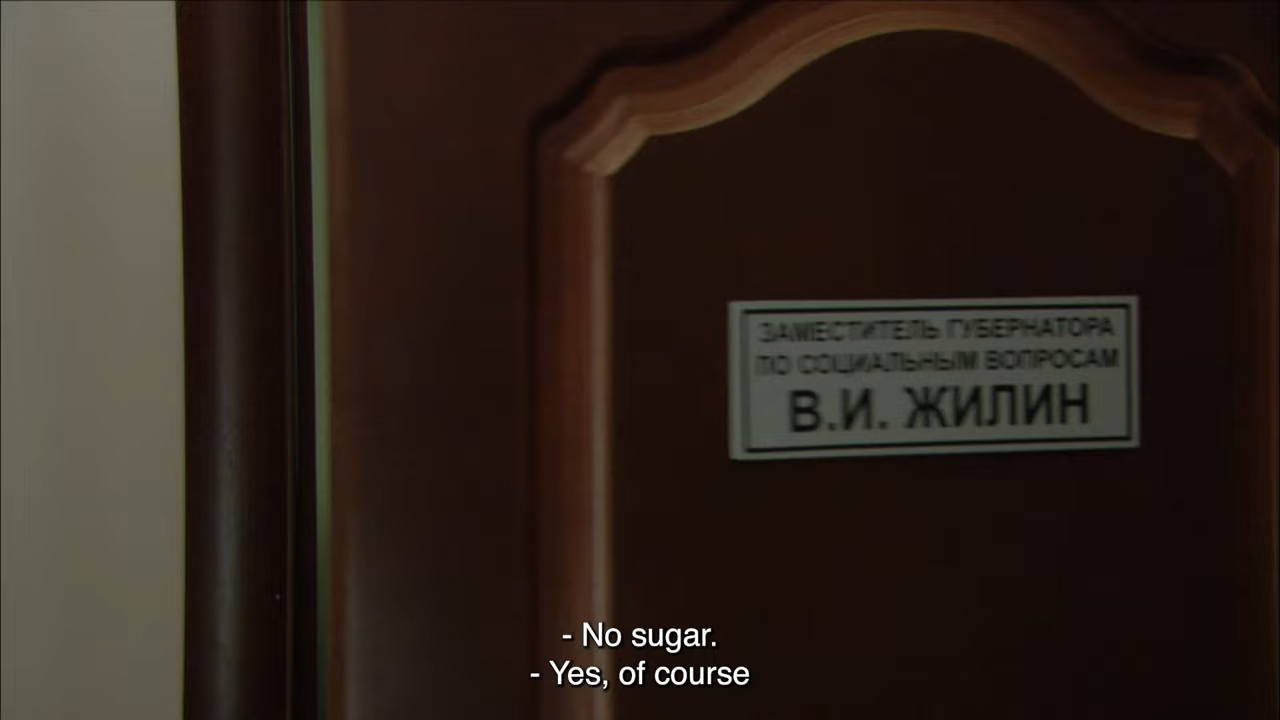 ЗАМЕСТИТЕЛЬ ГУБЕРНАТОРА
ПО СОЦИАЛЬНЫМ ВОПРОСАМ
В.И. ЖИЛИН
- No sugar.
- Yes, of course